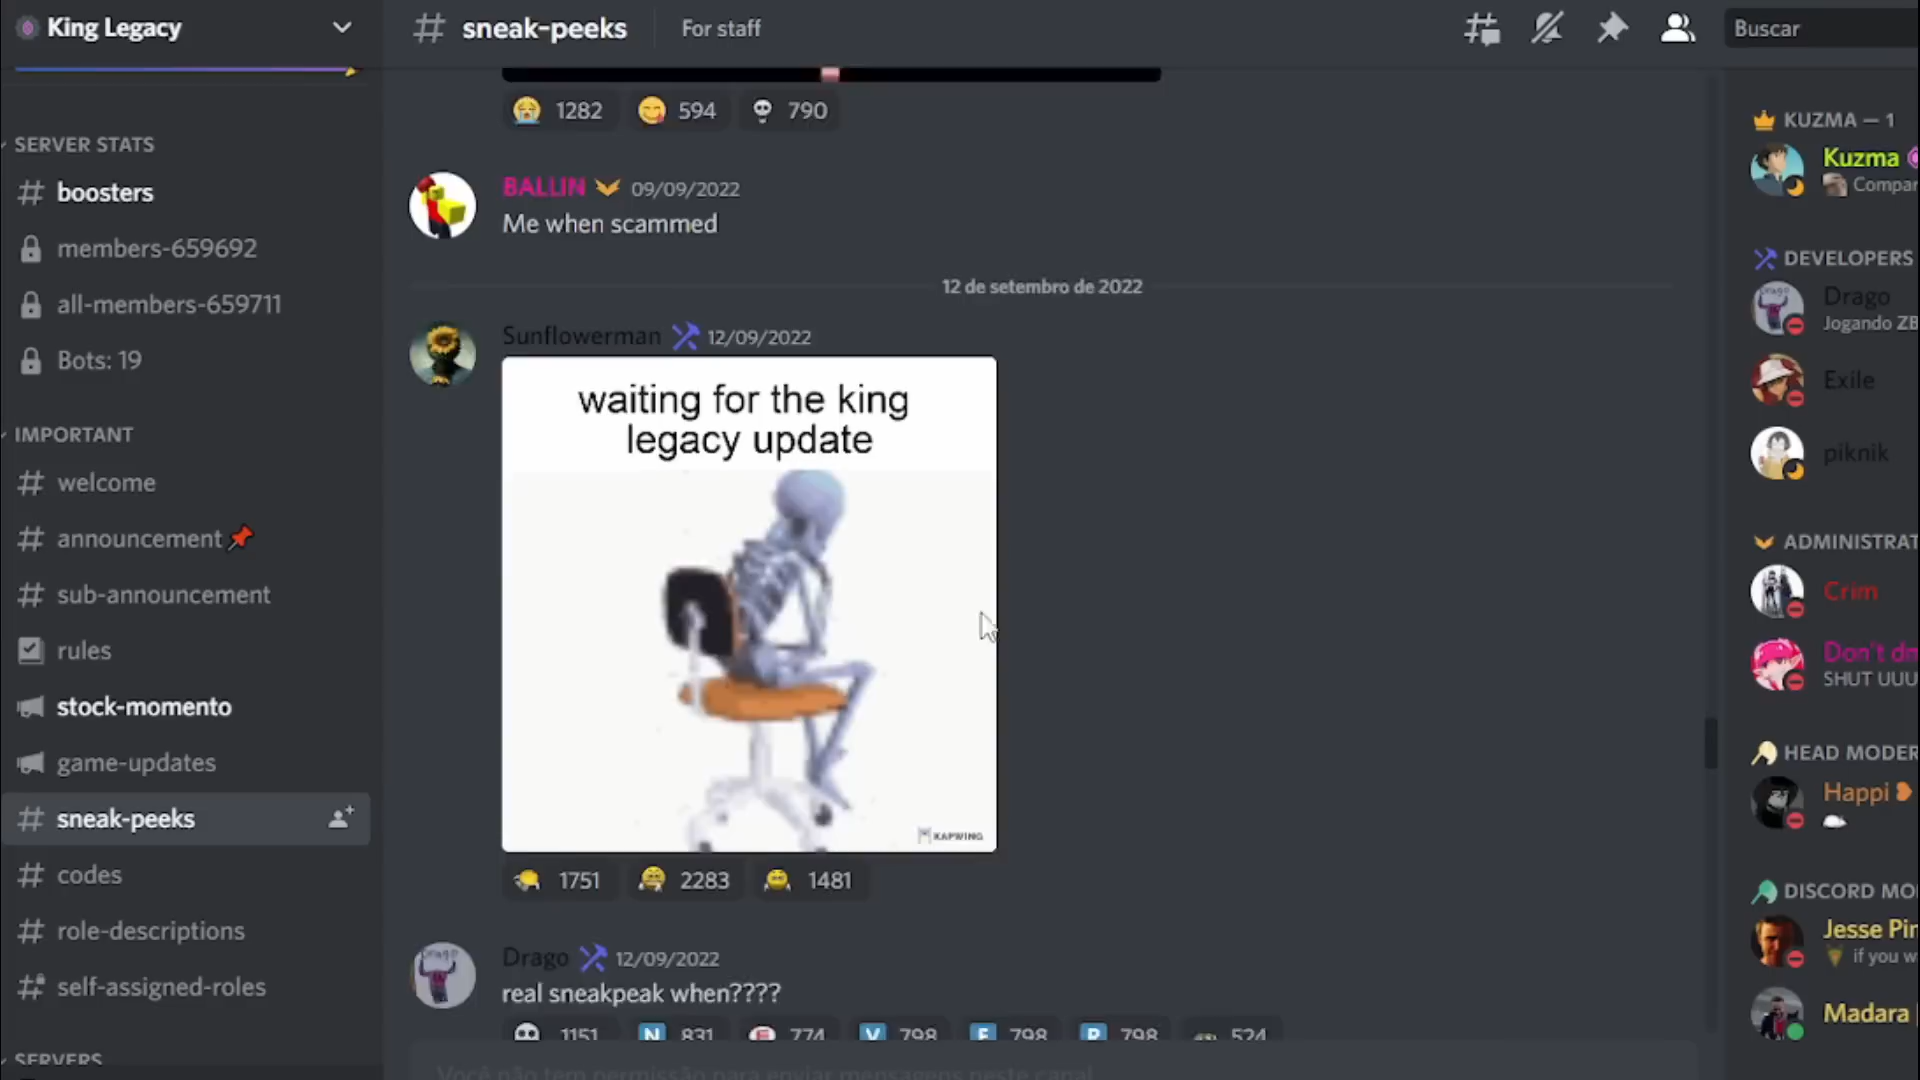 King Legacy
sneak-peeks
For staff
Buscar
SERVER STATS
boosters
members-659692
all-members-659711
Bots: 19
IMPORTANT
welcome
announcement
sub-announcement
rules
stock-momento
game-updates
sneak-peeks
codes
role-descriptions
self-assigned-roles
SERVERS
1282 594 790
BALLIN 09/09/2022
Me when scammed
12 de setembro de 2022
Sunflowerman 12/09/2022
waiting for the king
legacy update
KAPWING
1751 2283 1481
Drago 12/09/2022
real sneakpeak when????
1151 N 831 E 774 V 798 E 798 R 798 524
Você não tem permissão para enviar mensagens neste canal
KUZMA — 1
Kuzma
Compar
DEVELOPERS
Drago
Jogando ZB
Exile
piknik
ADMINISTRAT
Crim
Don't dm
SHUT UUU
HEAD MODER
Happi
DISCORD MO
Jesse Pin
if you w
Madara